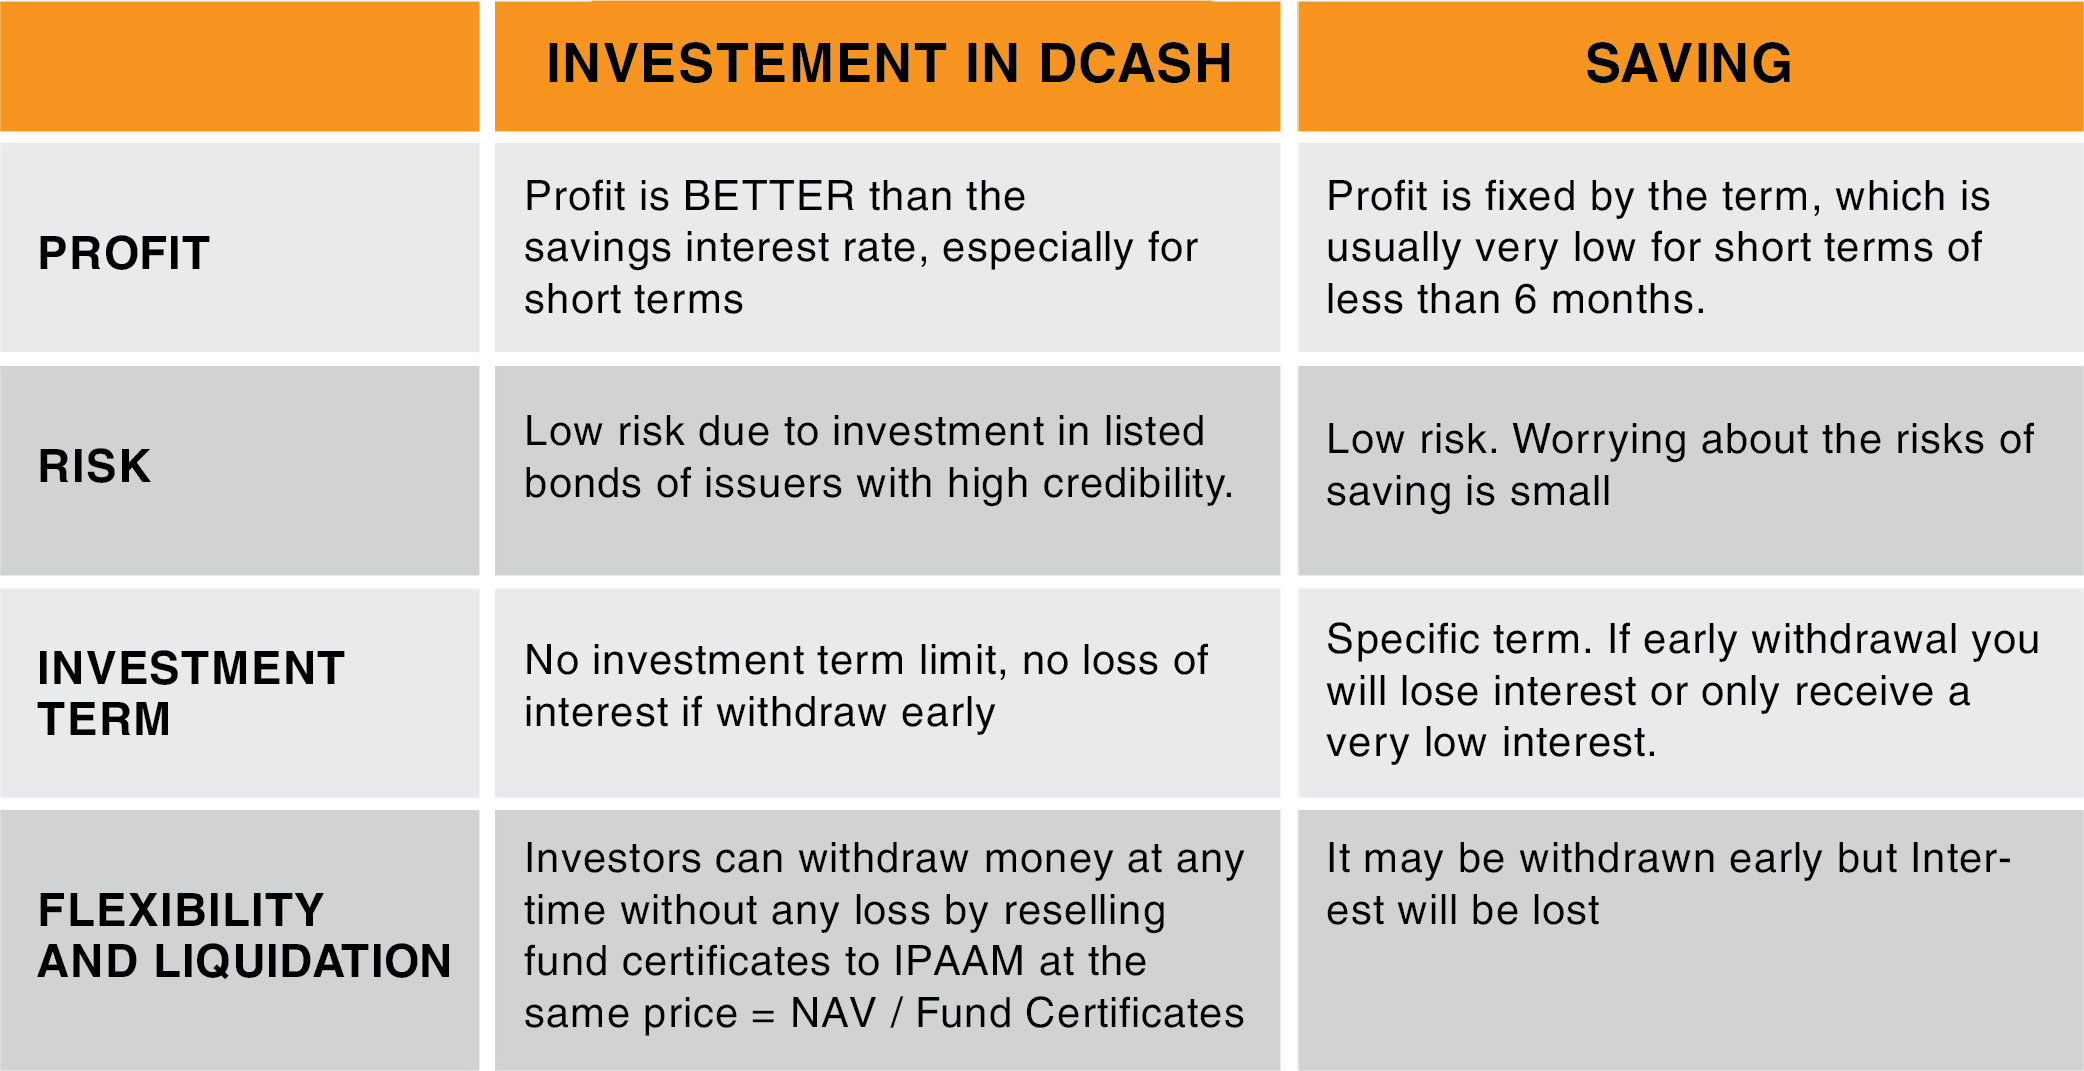 INVESTEMENT IN DCASH
SAVING
PROFIT
Profit is BETTER than the
savings interest rate, especially for
short terms
Profit is fixed by the term, which is
usually very low for short terms of
less than 6 months.
RISK
Low risk due to investment in listed
bonds of issuers with high credibility.
Low risk. Worrying about the risks of
saving is small
INVESTMENT
TERM
No investment term limit, no loss of
interest if withdraw early
Specific term. If early withdrawal you
will lose interest or only receive a
very low interest.
FLEXIBILITY
AND LIQUIDATION
Investors can withdraw money at any
time without any loss by reselling
fund certificates to IPAAM at the
same price = NAV / Fund Certificates
It may be withdrawn early but Inter-
est will be lost